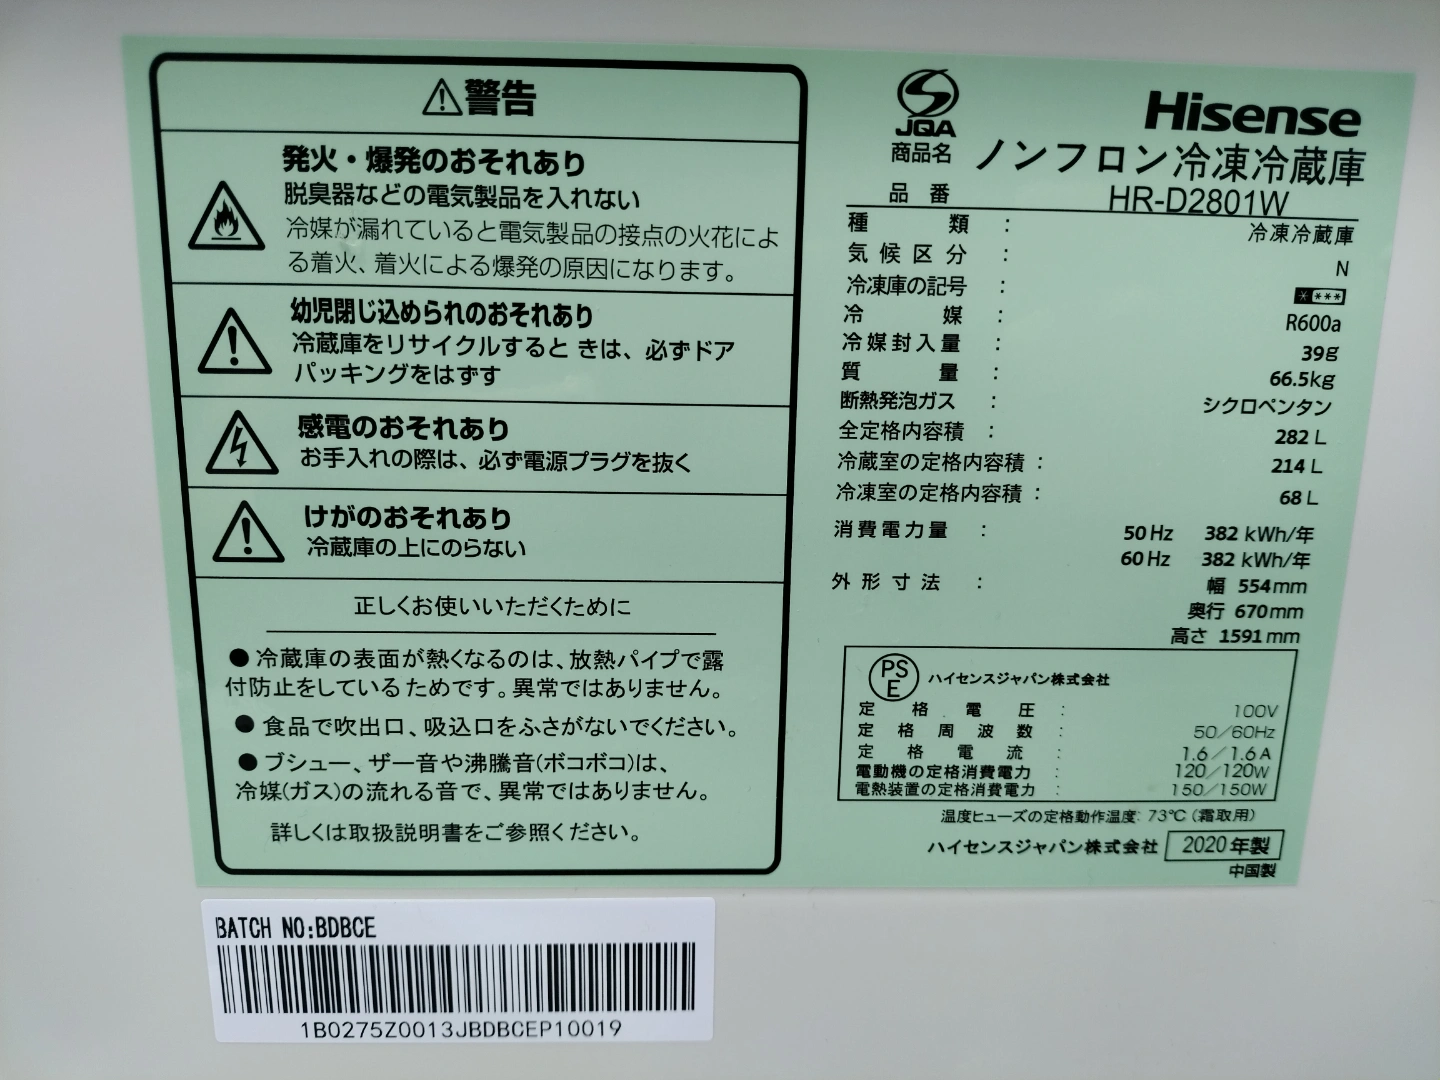 警告
発火・爆発のおそれあり
脱臭器などの電気製品を入れない
冷媒が漏れていると電気製品の接点の火花によ
る着火、着火による爆発の原因になります。
幼児閉じ込められのおそれあり
冷蔵庫をリサイクルするときは、必ずドア
パッキングをはずす
感電のおそれあり
お手入れの際は、必ず電源プラグを抜く
けがのおそれあり
冷蔵庫の上にのらない
正しくお使いいただくために
●冷蔵庫の表面が熱くなるのは、放熱パイプで露
付防止をしているためです。異常ではありません。
●食品で吹出口、吸込口をふさがないでください。
●ブシュー、ザー音や沸騰音(ボコボコ)は、
冷媒(ガス)の流れる音で、異常ではありません。
詳しくは取扱説明書をご参照ください。
JQA
Hisense
商品名 ノンフロン冷凍冷蔵庫
品番 HR-D2801W
種類: 冷凍冷蔵庫
気候区分: N
冷凍庫の記号: * ***
冷媒: R600a
冷媒封入量: 39g
質量: 66.5kg
断熱発泡ガス: シクロペンタン
全定格内容積: 282 L
冷蔵室の定格内容積: 214 L
冷凍室の定格内容積: 68 L
消費電力量: 50 Hz 382 kWh/年
60 Hz 382 kWh/年
外形寸法: 幅 554mm
奥行 670mm
高さ 1591mm
PSE ハイセンスジャパン株式会社
定格電圧: 100V
定格周波数: 50/60Hz
定格電流: 1.6/1.6A
電動機の定格消費電力: 120/120W
電熱装置の定格消費電力: 150/150W
温度ヒューズの定格動作温度: 73℃(霜取用)
ハイセンスジャパン株式会社 2020年製
中国製
BATCH NO:BDBCE
1B0275Z0013JBDBCEP10019